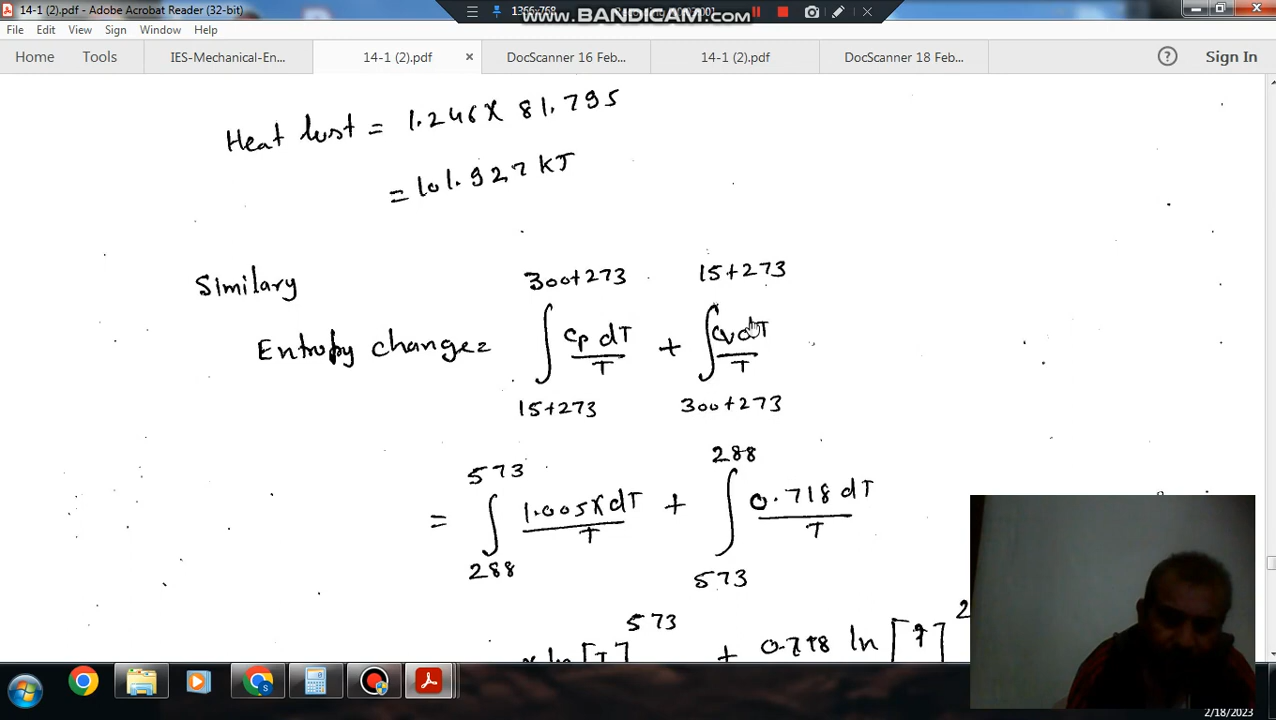 14-1 (2).pdf - Adobe Acrobat Reader (32-bit)
1366x768
www.BANDICAM.com
File Edit View Sign Window Help
Home Tools IES-Mechanical-En... 14-1 (2).pdf × DocScanner 16 Feb... 14-1 (2).pdf DocScanner 18 Feb... Sign In
Heat lost = 1.246 X 81.795
= 101.927 KJ
Similary
300+273 15+273
Entropy change= ∫ Cp dT / T + ∫ Cv dT / T
15+273 300+273
573 288
= ∫ 1.005X dT / T + ∫ 0.718 dT / T
288 573
573
ln [T] + 0.718 ln [T]
2/18/2023